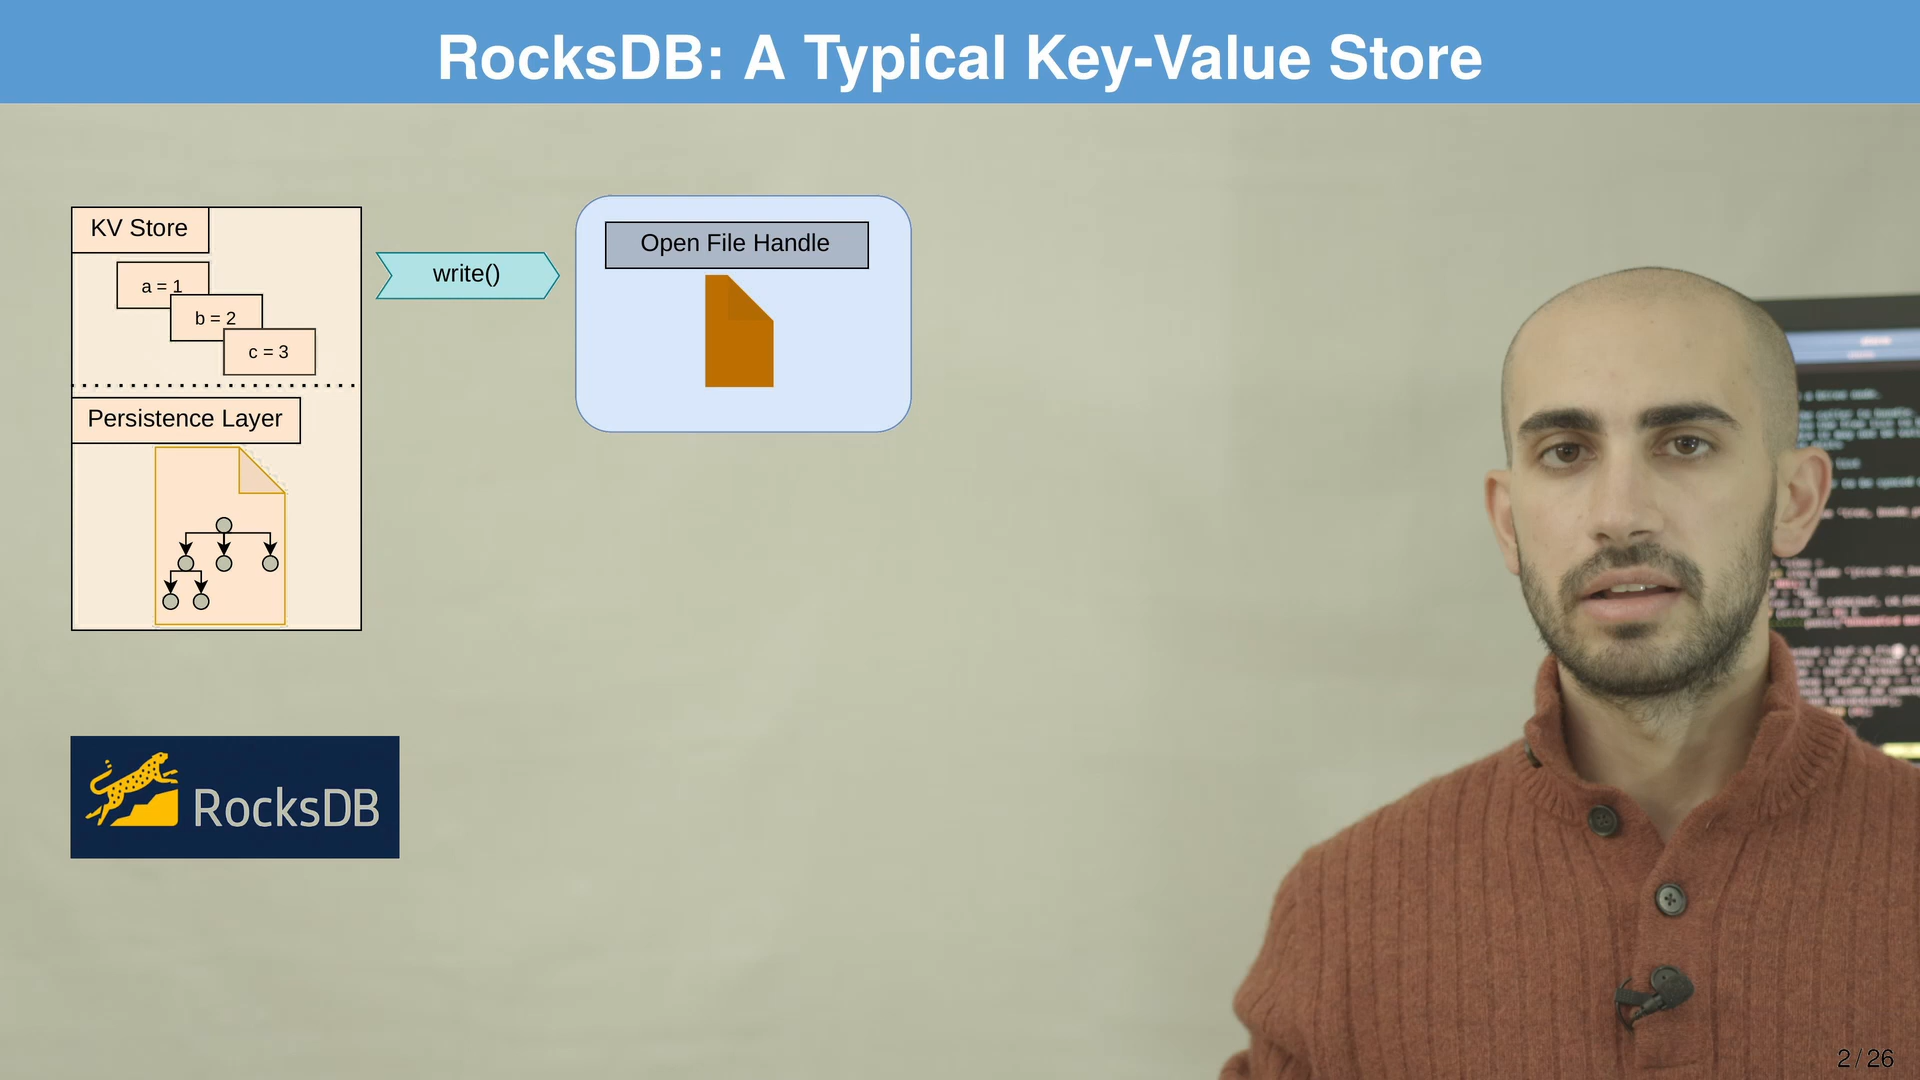 RocksDB: A Typical Key-Value Store
KV Store
a = 1
b = 2
c = 3
Persistence Layer
write()
Open File Handle
RocksDB
2 / 26